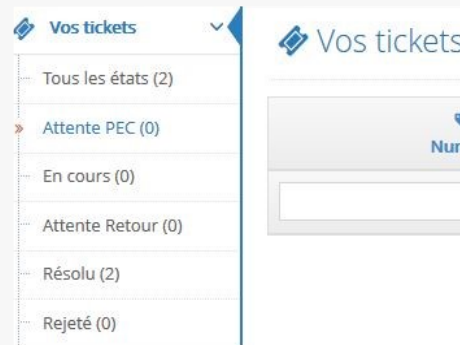 Vos tickets
Tous les états (2)
Attente PEC (0)
En cours (0)
Attente Retour (0)
Résolu (2)
Rejeté (0)
Vos tickets